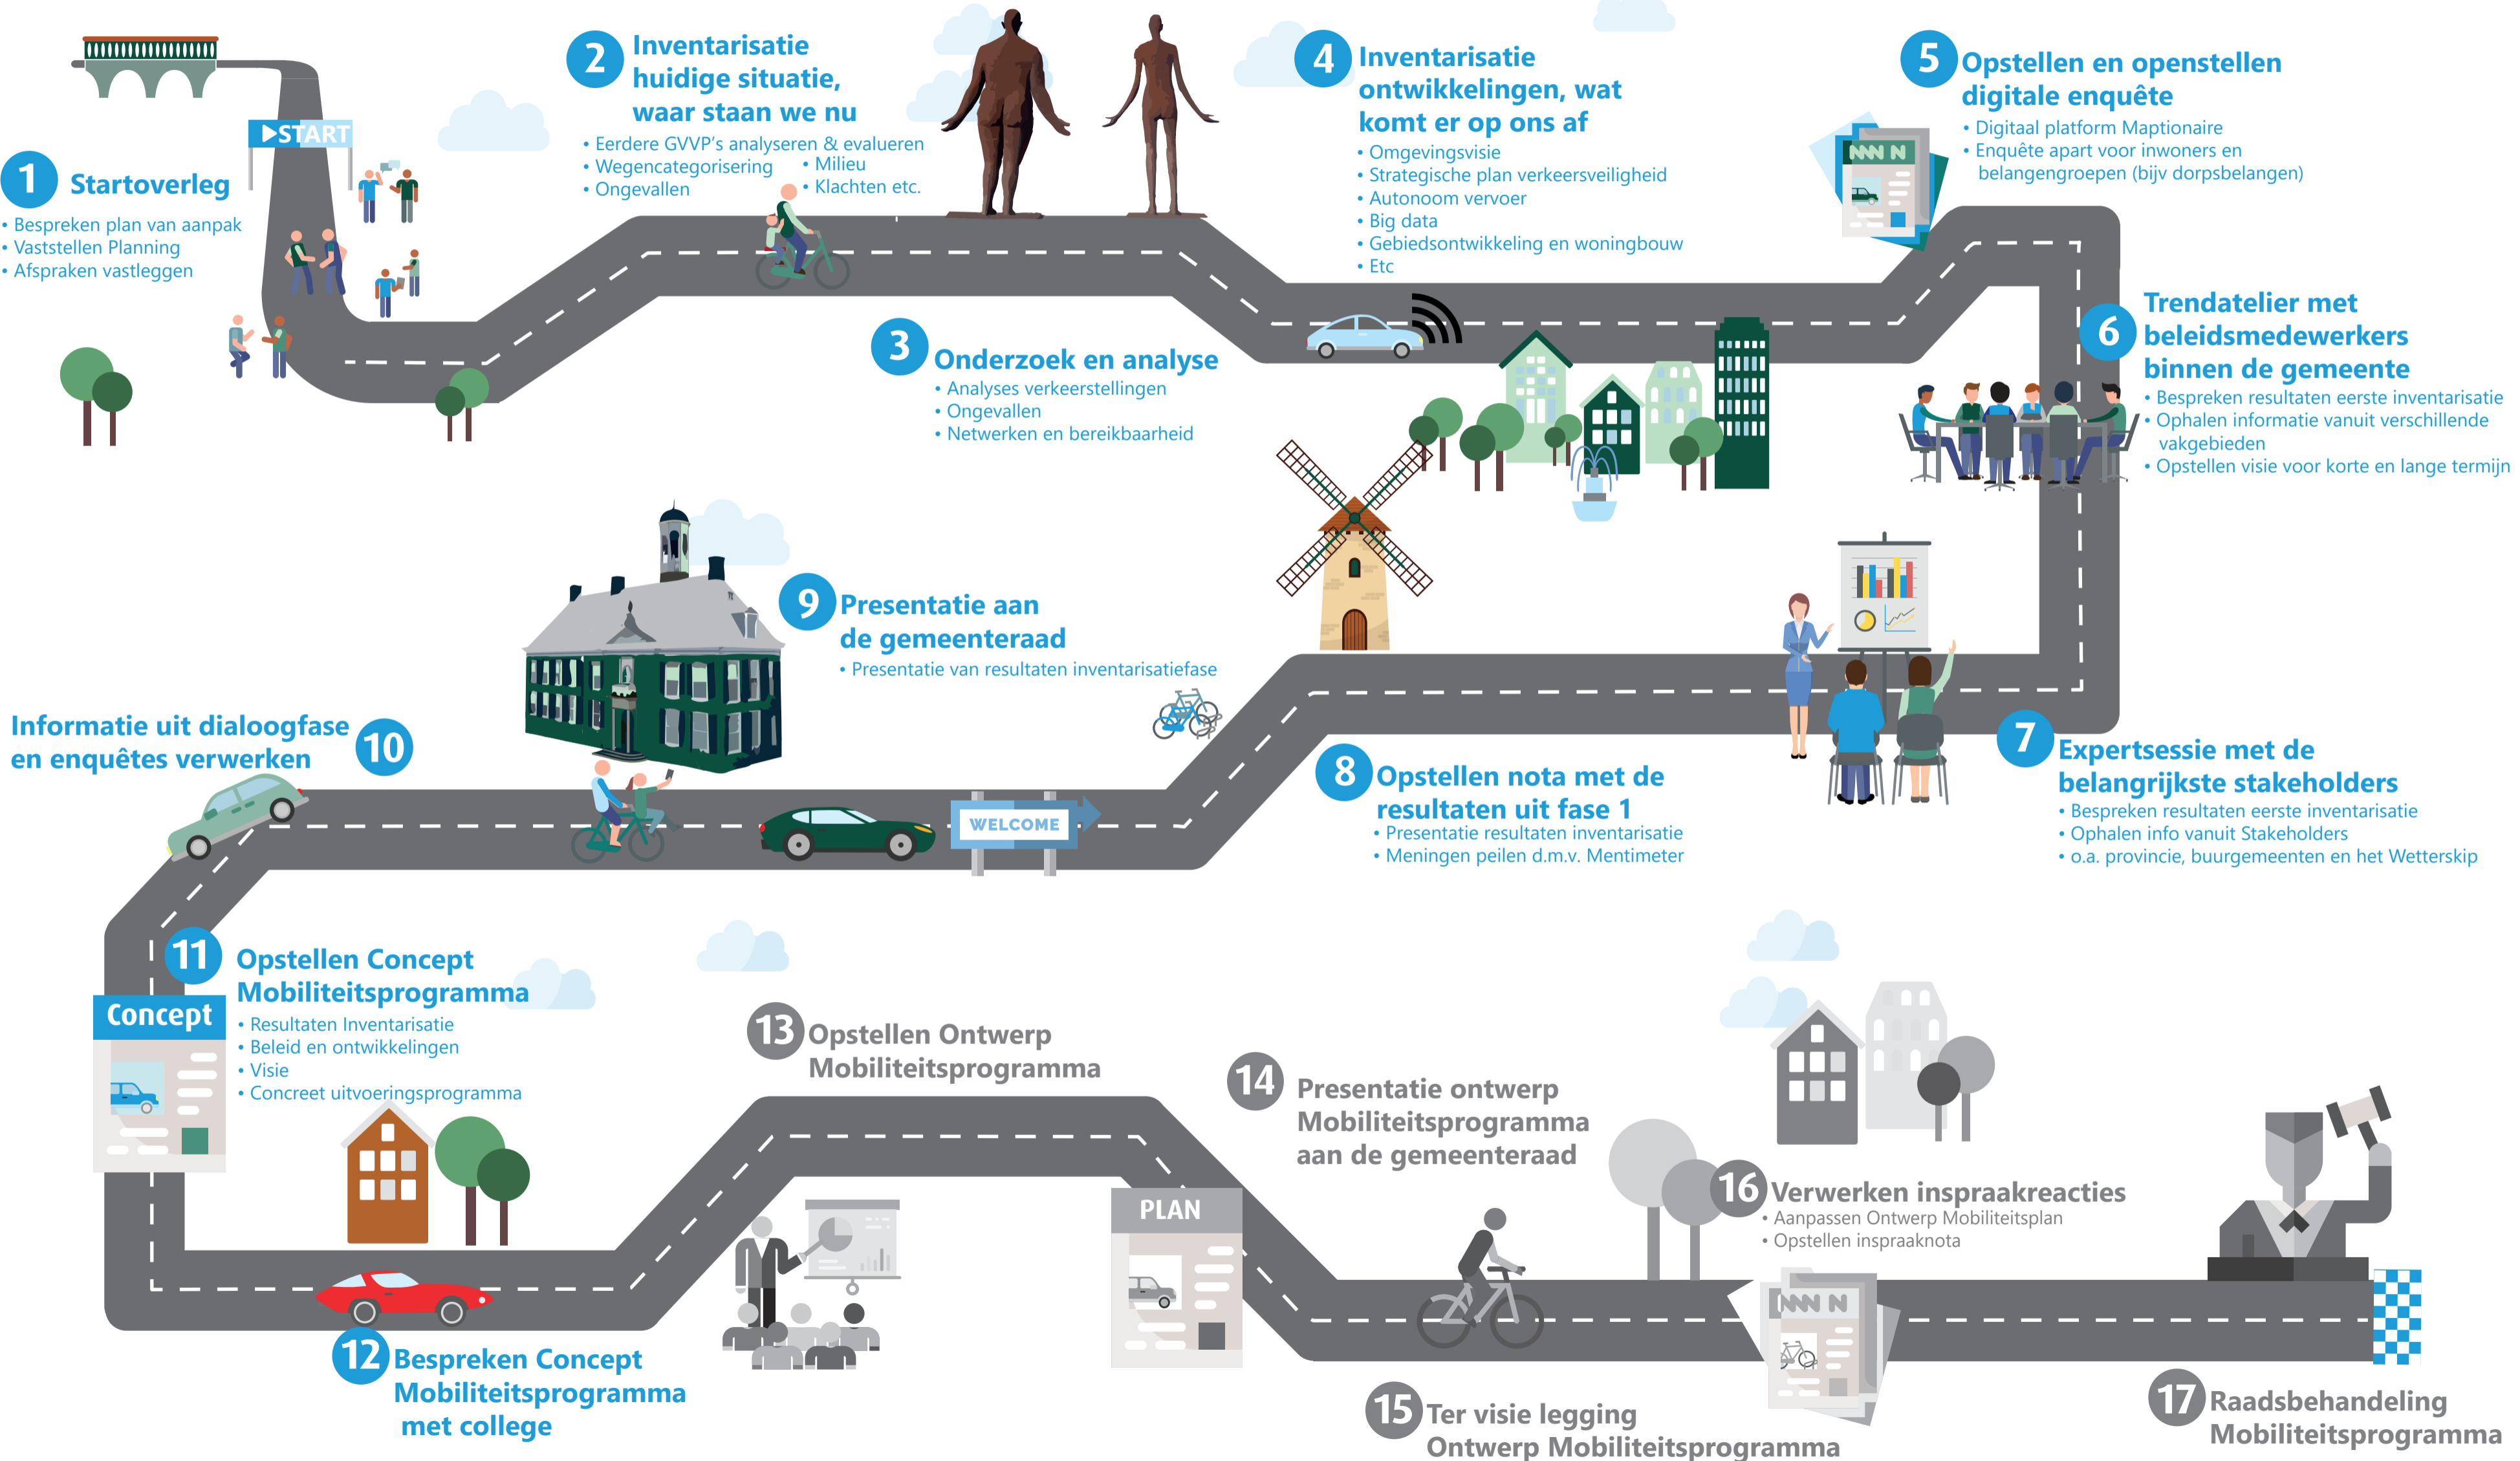 START
1
Startoverleg
• Bespreken plan van aanpak
• Vaststellen Planning
• Afspraken vastleggen
2
Inventarisatie
huidige situatie,
waar staan we nu
• Eerdere GVVP's analyseren & evalueren
• Wegencategorisering
• Ongevallen
• Milieu
• Klachten etc.
3
Onderzoek en analyse
• Analyses verkeerstellingen
• Ongevallen
• Netwerken en bereikbaarheid
4
Inventarisatie
ontwikkelingen, wat
komt er op ons af
• Omgevingsvisie
• Strategische plan verkeersveiligheid
• Autonoom vervoer
• Big data
• Gebiedsontwikkeling en woningbouw
• Etc
5
Opstellen en openstellen
digitale enquête
• Digitaal platform Maptionaire
• Enquête apart voor inwoners en
belangengroepen (bijv dorpsbelangen)
6
Trendatelier met
beleidsmedewerkers
binnen de gemeente
• Bespreken resultaten eerste inventarisatie
• Ophalen informatie vanuit verschillende
vakgebieden
• Opstellen visie voor korte en lange termijn
7
Expertsessie met de
belangrijkste stakeholders
• Bespreken resultaten eerste inventarisatie
• Ophalen info vanuit Stakeholders
• o.a. provincie, buurgemeenten en het Wetterskip
8
Opstellen nota met de
resultaten uit fase 1
• Presentatie resultaten inventarisatie
• Meningen peilen d.m.v. Mentimeter
9
Presentatie aan
de gemeenteraad
• Presentatie van resultaten inventarisatiefase
WELCOME
10
Informatie uit dialoogfase
en enquêtes verwerken
11
Opstellen Concept
Mobiliteitsprogramma
• Resultaten Inventarisatie
• Beleid en ontwikkelingen
• Visie
• Concreet uitvoeringsprogramma
Concept
12
Bespreken Concept
Mobiliteitsprogramma
met college
13
Opstellen Ontwerp
Mobiliteitsprogramma
PLAN
14
Presentatie ontwerp
Mobiliteitsprogramma
aan de gemeenteraad
15
Ter visie legging
Ontwerp Mobiliteitsprogramma
16
Verwerken inspraakreacties
• Aanpassen Ontwerp Mobiliteitsplan
• Opstellen inspraaknota
17
Raadsbehandeling
Mobiliteitsprogramma